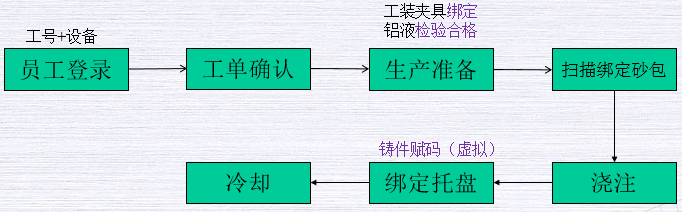 工号+设备
工装夹具绑定
铝液检验合格
员工登录
工单确认
生产准备
扫描绑定砂包
铸件赋码（虚拟）
冷却
绑定托盘
浇注